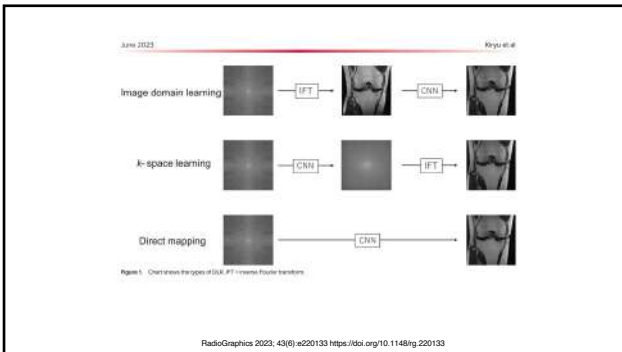 June 2023 Kiryu et al
Image domain learning IFT CNN
k- space learning CNN IFT
Direct mapping CNN
Figure 1. Chart shows the types of DLR. IFT = inverse Fourier transform.
RadioGraphics 2023; 43(6):e220133 https://doi.org/10.1148/rg.220133